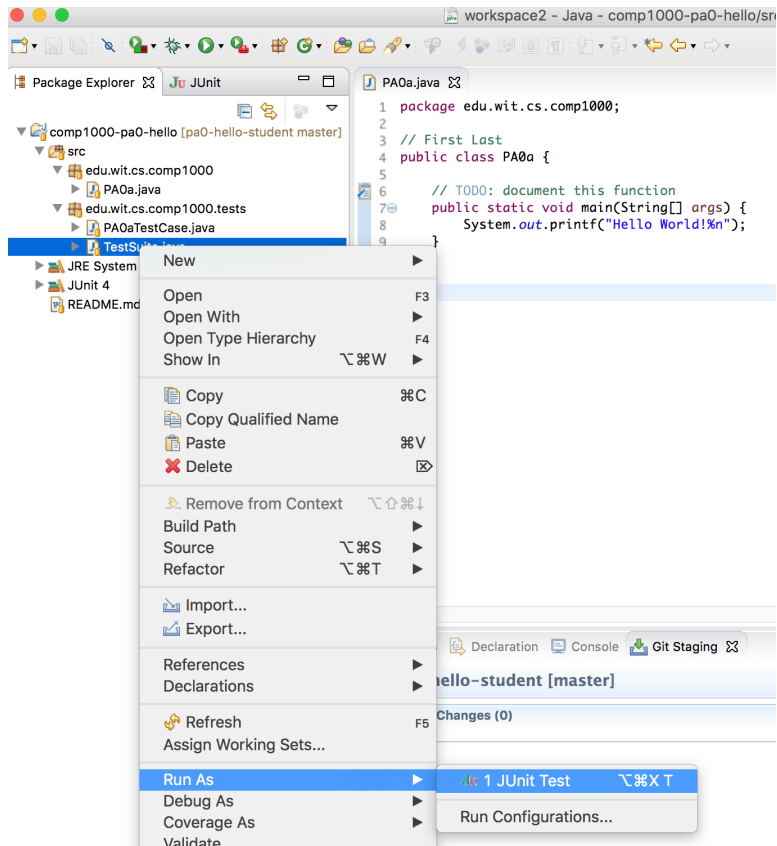 workspace2 - Java - comp1000-pa0-hello/src
Package Explorer
JUnit
PA0a.java
comp1000-pa0-hello [pa0-hello-student master]
src
edu.wit.cs.comp1000
PA0a.java
edu.wit.cs.comp1000.tests
PA0aTestCase.java
TestSuite.java
JRE System
JUnit 4
README.md
1 package edu.wit.cs.comp1000;
2
3 // First Last
4 public class PA0a {
5
6 // TODO: document this function
7 public static void main(String[] args) {
8 System.out.printf("Hello World!%n");
9 }
New
Open F3
Open With
Open Type Hierarchy F4
Show In ⌥⌘W
Copy ⌘C
Copy Qualified Name
Paste ⌘V
Delete ⌦
Remove from Context ⌥⇧⌘↓
Build Path
Source ⌥⌘S
Refactor ⌥⌘T
Import...
Export...
References
Declarations
Refresh F5
Assign Working Sets...
Run As
Debug As
Coverage As
Validate
1 JUnit Test ⌥⌘X T
Run Configurations...
Declaration
Console
Git Staging
hello-student [master]
Changes (0)